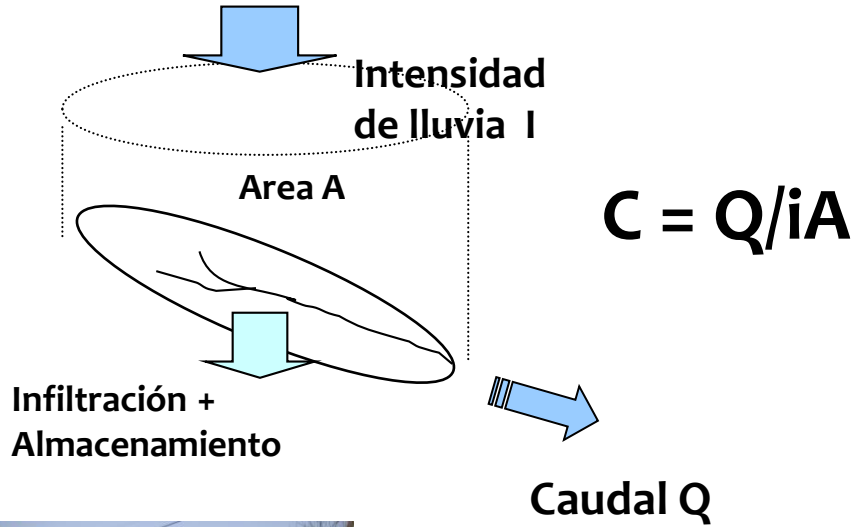 Intensidad
de lluvia I
Area A
C = Q/iA
Infiltración +
Almacenamiento
Caudal Q